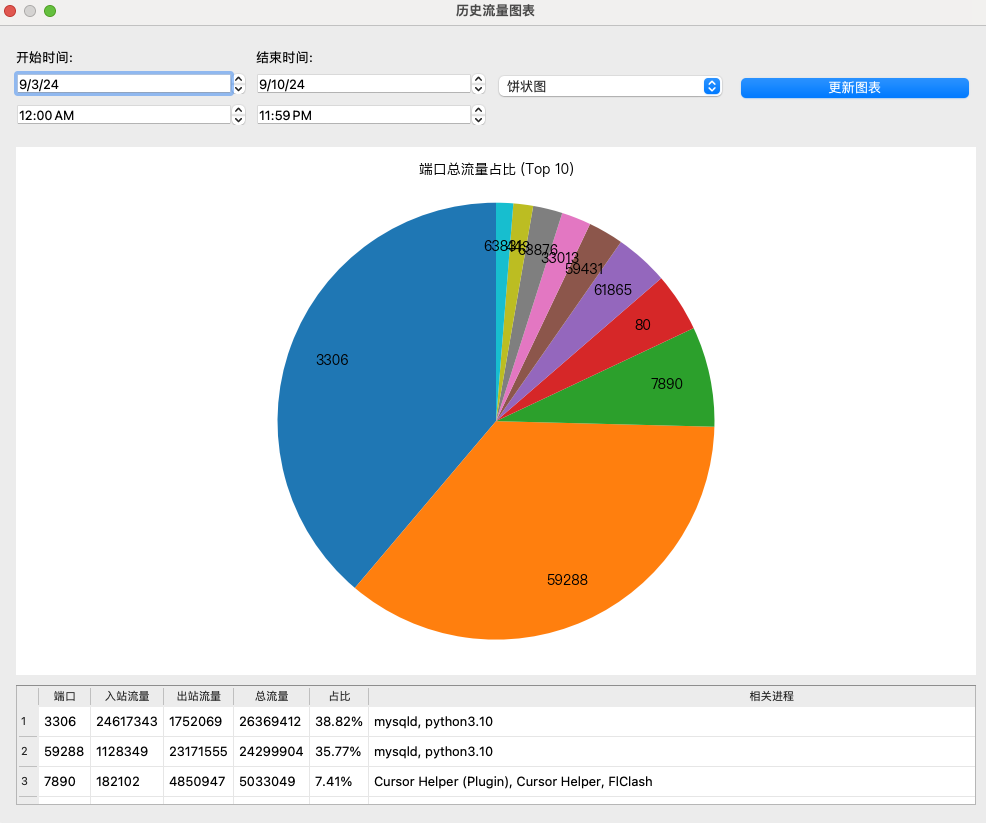 历史流量图表
开始时间:
结束时间:
9/3/24
9/10/24
饼状图
更新图表
12:00 AM
11:59 PM
端口总流量占比 (Top 10)
443
63876
33013
59431
61865
80
3306
7890
59288
端口 入站流量 出站流量 总流量 占比 相关进程
1 3306 24617343 1752069 26369412 38.82% mysqld, python3.10
2 59288 1128349 23171555 24299904 35.77% mysqld, python3.10
3 7890 182102 4850947 5033049 7.41% Cursor Helper (Plugin), Cursor Helper, FlClash